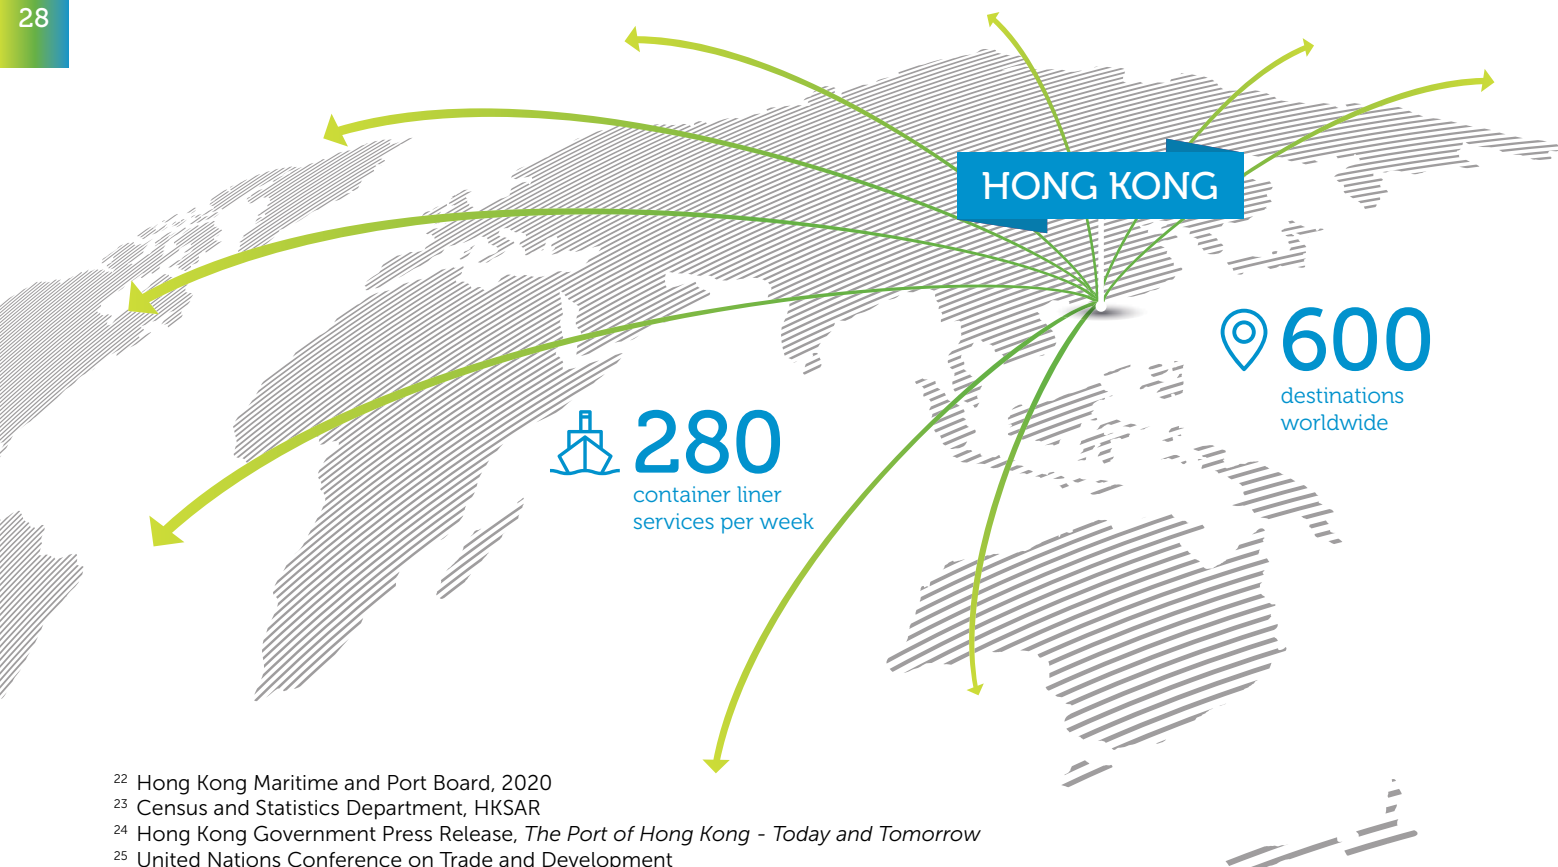 28
HONG KONG
600
destinations
worldwide
280
container liner
services per week
22 Hong Kong Maritime and Port Board, 2020
23 Census and Statistics Department, HKSAR
24 Hong Kong Government Press Release, The Port of Hong Kong - Today and Tomorrow
25 United Nations Conference on Trade and Development